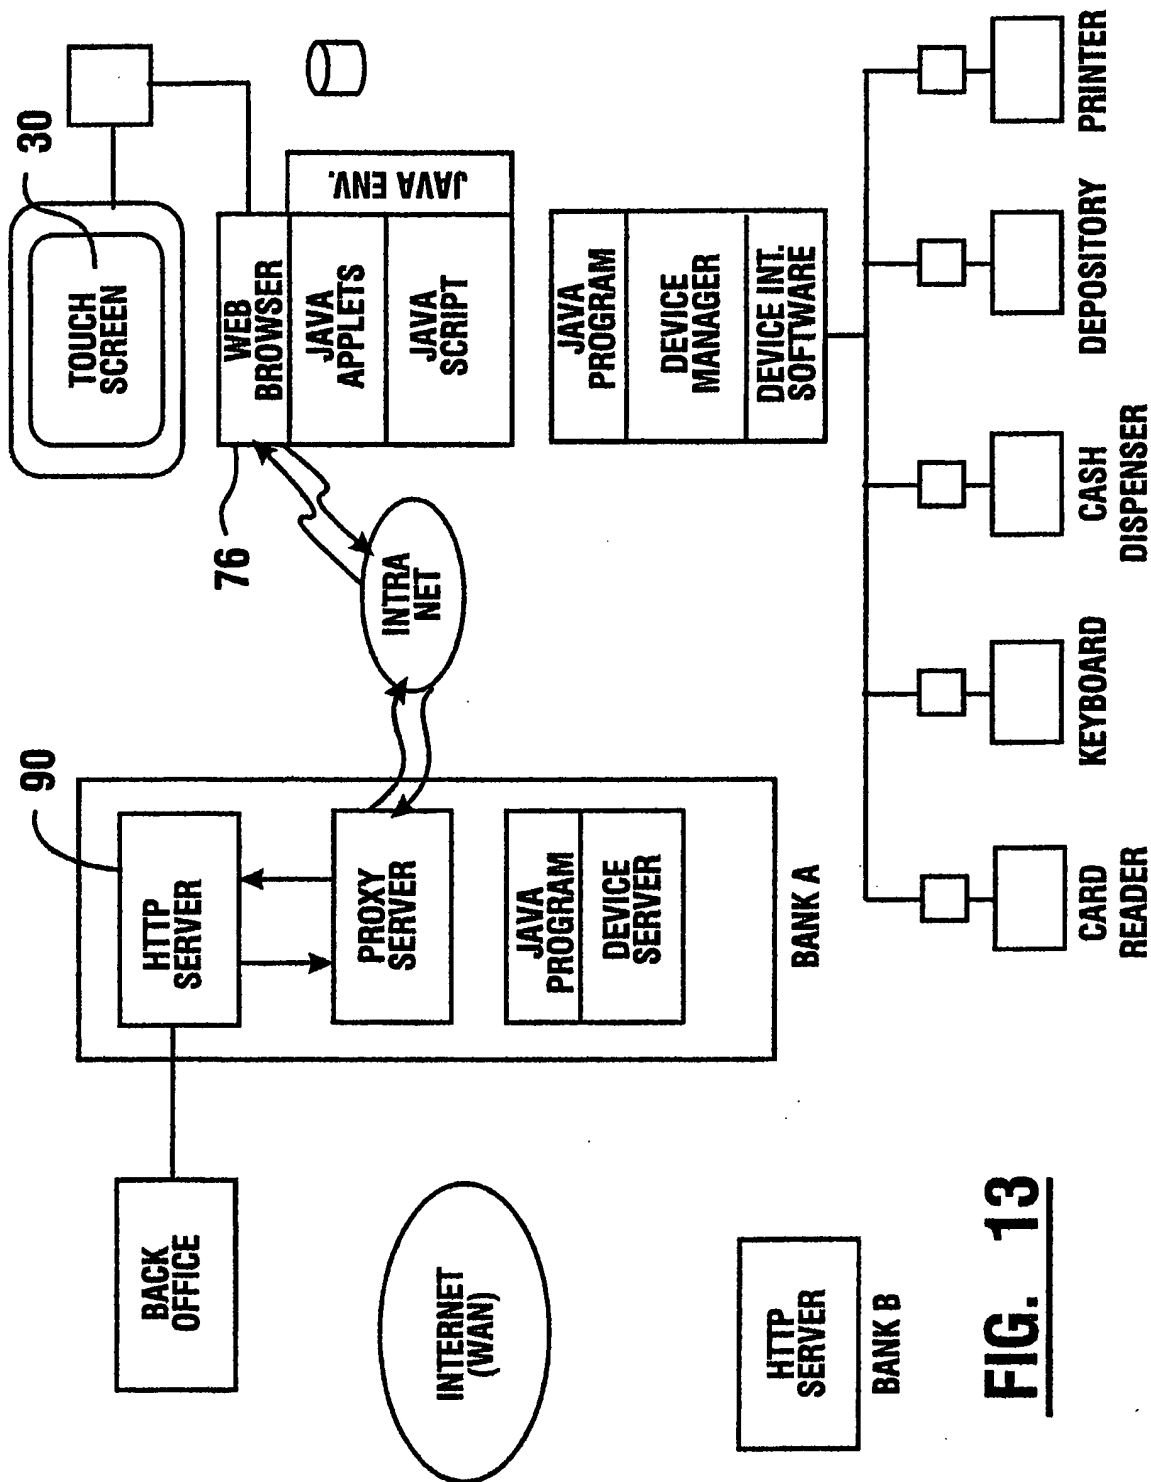 BACK
OFFICE
INTERNET
(WAN)
HTTP
SERVER
BANK B
FIG. 13
90
HTTP
SERVER
PROXY
SERVER
JAVA
PROGRAM
DEVICE
SERVER
BANK A
INTRA
NET
30
TOUCH
SCREEN
76
WEB
BROWSER
JAVA
APPLETS
JAVA
SCRIPT
JAVA ENV.
JAVA
PROGRAM
DEVICE
MANAGER
DEVICE INT.
SOFTWARE
CARD
READER
KEYBOARD
CASH
DISPENSER
DEPOSITORY
PRINTER